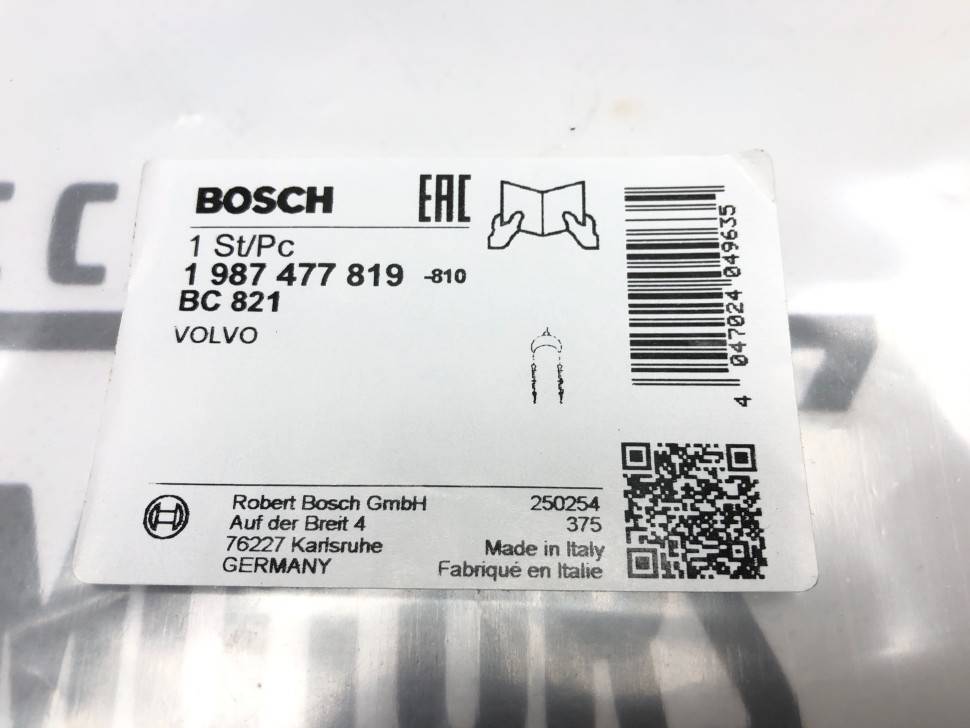 BOSCH
EAC
1 St/Pc
1 987 477 819 -810
BC 821
VOLVO
4 047024 049635
Robert Bosch GmbH
Auf der Breit 4
76227 Karlsruhe
GERMANY
250254
375
Made in Italy
Fabriqué en Italie